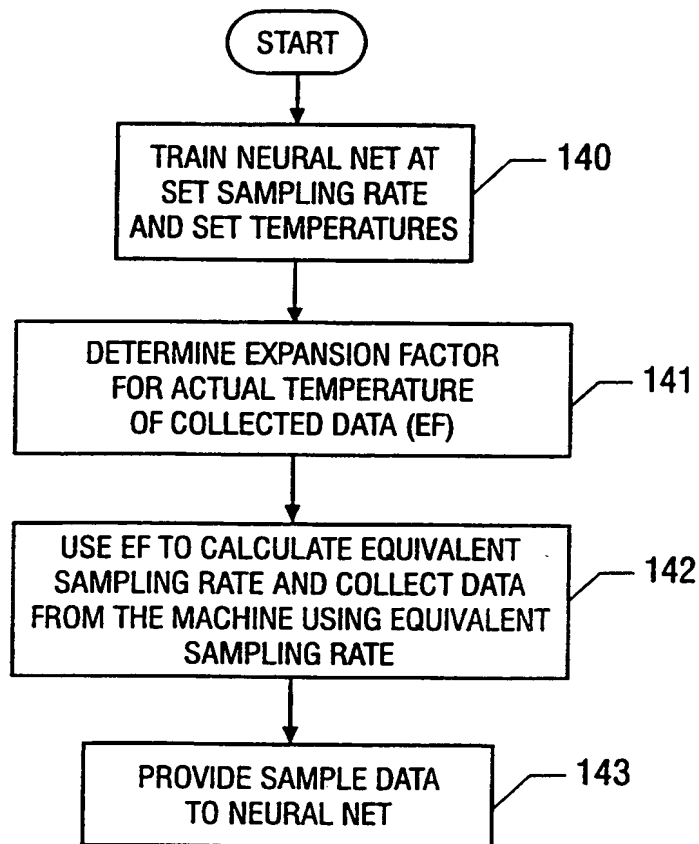 START
TRAIN NEURAL NET AT
SET SAMPLING RATE
AND SET TEMPERATURES
140
DETERMINE EXPANSION FACTOR
FOR ACTUAL TEMPERATURE
OF COLLECTED DATA (EF)
141
USE EF TO CALCULATE EQUIVALENT
SAMPLING RATE AND COLLECT DATA
FROM THE MACHINE USING EQUIVALENT
SAMPLING RATE
142
PROVIDE SAMPLE DATA
TO NEURAL NET
143